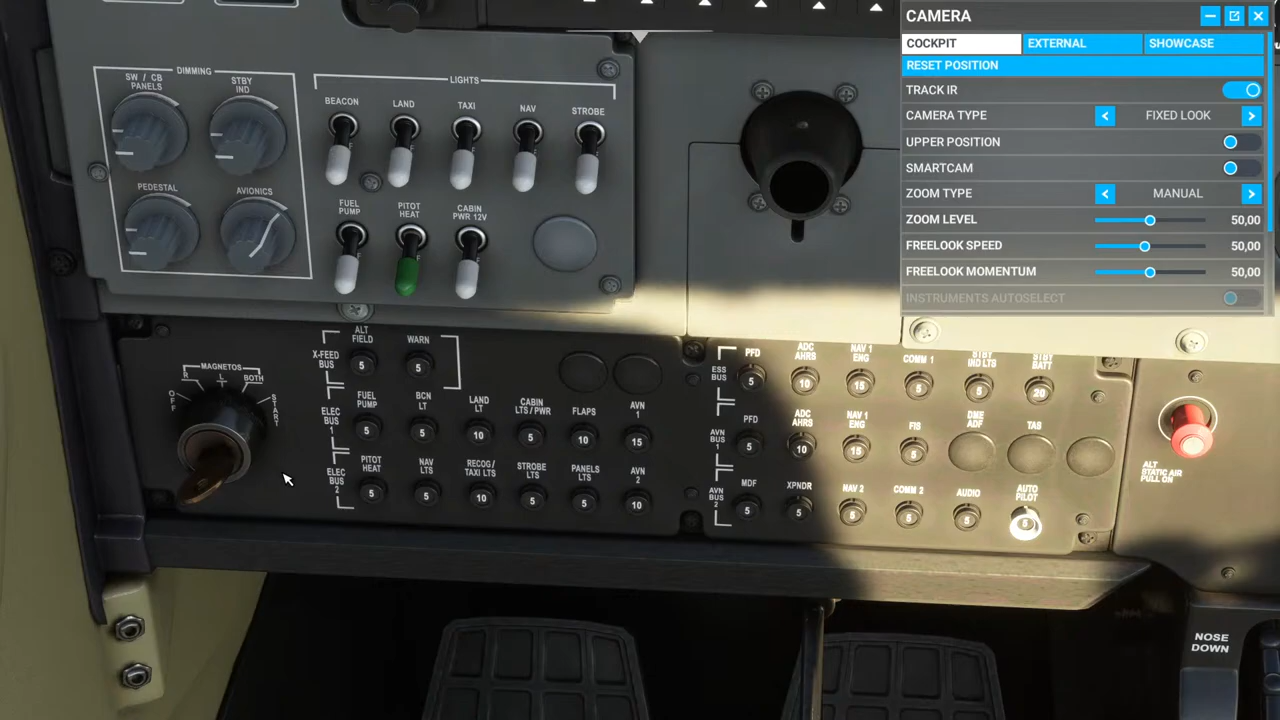 CAMERA
COCKPIT
EXTERNAL
SHOWCASE
RESET POSITION
TRACK IR
CAMERA TYPE
FIXED LOOK
UPPER POSITION
SMARTCAM
ZOOM TYPE
MANUAL
ZOOM LEVEL
50,00
FREELOOK SPEED
50,00
FREELOOK MOMENTUM
50,00
INSTRUMENTS AUTOSELECT
DIMMING
SW / CB
PANELS
STBY
IND
PEDESTAL
AVIONICS
LIGHTS
BEACON
LAND
TAXI
NAV
STROBE
FUEL
PUMP
PITOT
HEAT
CABIN
PWR 12V
MAGNETOS
OFF
R
L
BOTH
START
X-FEED
BUS
ALT
FIELD
5
WARN
5
ELEC
BUS
1
FUEL
PUMP
5
BCN
LT
5
LAND
LT
10
CABIN
LTS / PWR
5
FLAPS
10
AVN
1
15
ELEC
BUS
2
PITOT
HEAT
5
NAV
LTS
5
RECOG/
TAXI LTS
10
STROBE
LTS
5
PANELS
LTS
5
AVN
2
10
ESS
BUS
PFD
5
ADC
AHRS
10
NAV 1
ENG
15
COMM 1
5
STBY
IND LTS
5
STBY
BATT
20
AVN
BUS
1
PFD
5
ADC
AHRS
10
NAV 1
ENG
15
FIS
5
DME
ADF
TAS
AVN
BUS
2
MDF
5
XPNDR
5
NAV 2
5
COMM 2
5
AUDIO
5
AUTO
PILOT
5
ALT
STATIC AIR
PULL ON
NOSE
DOWN